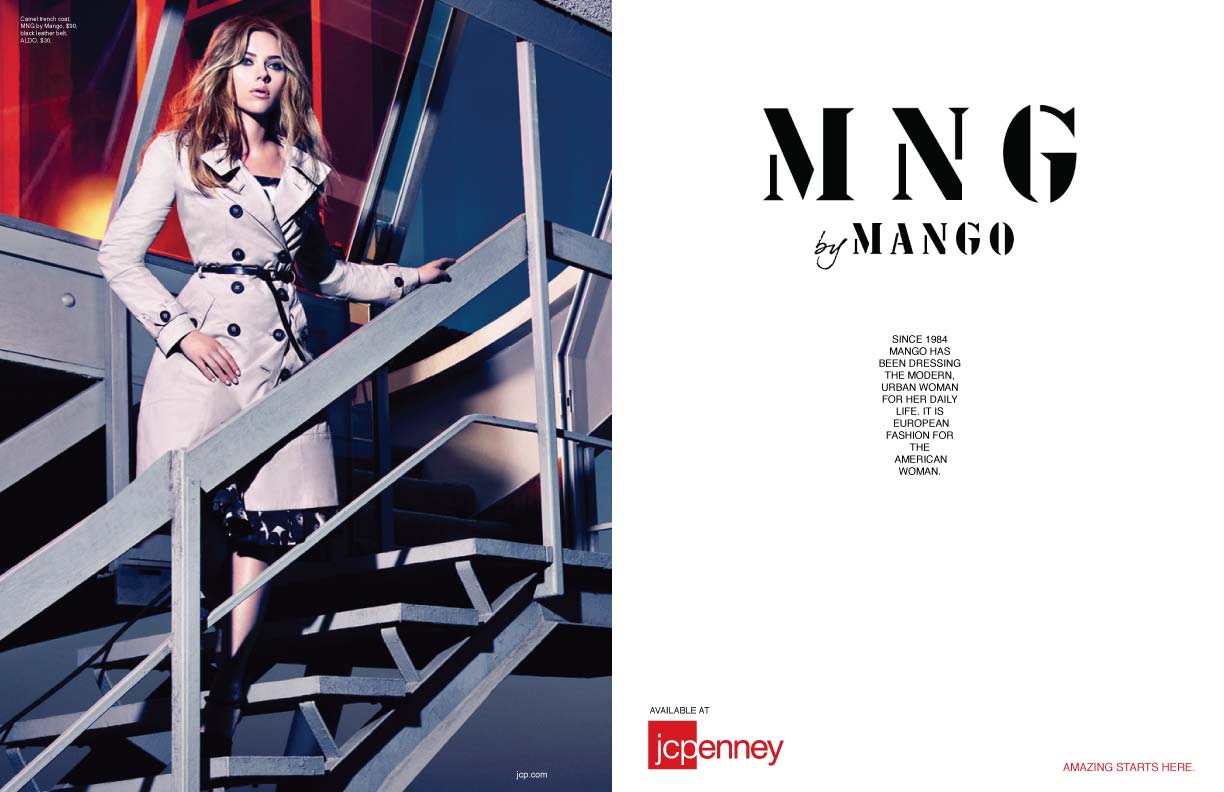 Camel trench coat,
MNG by Mango, $90,
black leather belt,
ALDO, $30.
jcp.com
MNG
by MANGO
SINCE 1984
MANGO HAS
BEEN DRESSING
THE MODERN,
URBAN WOMAN
FOR HER DAILY
LIFE. IT IS
EUROPEAN
FASHION FOR
THE
AMERICAN
WOMAN.
AVAILABLE AT
jcpenney
AMAZING STARTS HERE.